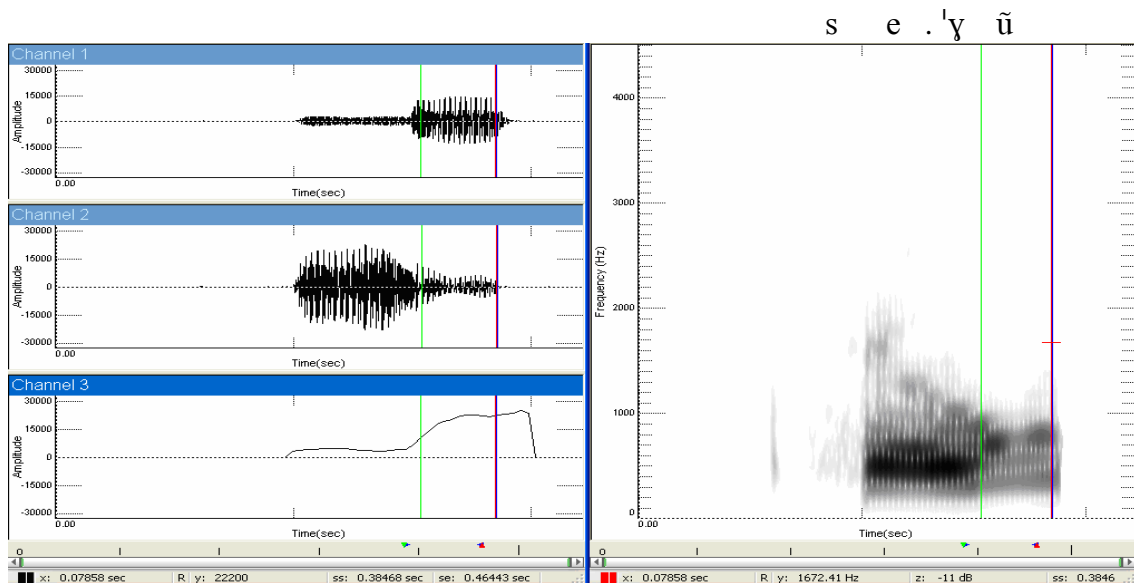 s e . ˈɣ ũ
Channel 1
30000
15000
0
-15000
-30000
Amplitude
0.00
Time(sec)
Channel 2
30000
15000
0
-15000
-30000
Amplitude
0.00
Time(sec)
Channel 3
30000
15000
0
-15000
-30000
Amplitude
0.00
Time(sec)
0
x: 0.07858 sec R y: 22200 ss: 0.38468 sec se: 0.46443 sec
4000
3000
2000
1000
0
Frequency (Hz)
0.00
Time(sec)
0
x: 0.07858 sec R y: 1672.41 Hz z: -11 dB ss: 0.3846